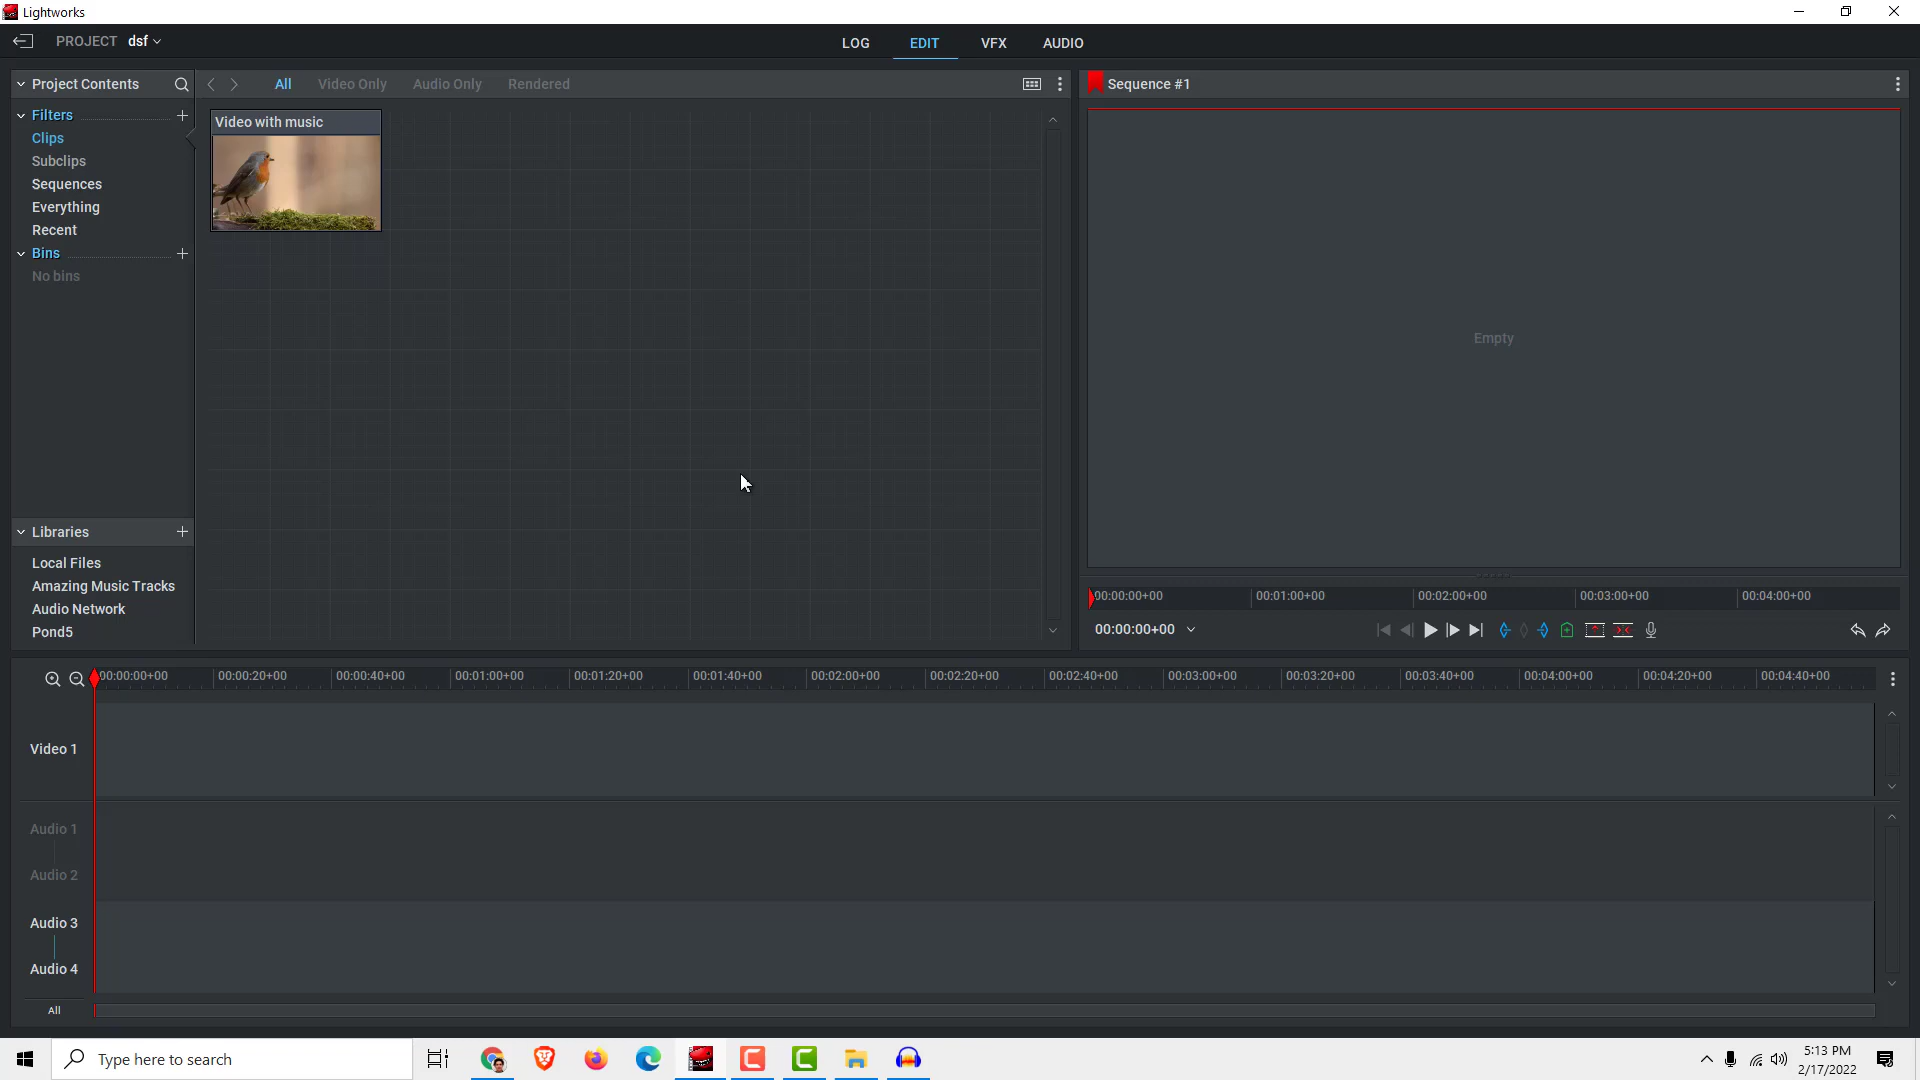 Lightworks
PROJECT dsf
LOG EDIT VFX AUDIO
Project Contents
All Video Only Audio Only Rendered
Sequence #1
Filters
Clips
Subclips
Sequences
Everything
Recent
Bins
No bins
Video with music
Empty
Libraries
Local Files
Amazing Music Tracks
Audio Network
Pond5
00:00:00+00 00:01:00+00 00:02:00+00 00:03:00+00 00:04:00+00
00:00:00+00
00:00:00+00 00:00:20+00 00:00:40+00 00:01:00+00 00:01:20+00 00:01:40+00 00:02:00+00 00:02:20+00 00:02:40+00 00:03:00+00 00:03:20+00 00:03:40+00 00:04:00+00 00:04:20+00 00:04:40+00
Video 1
Audio 1
Audio 2
Audio 3
Audio 4
All
Type here to search
5:13 PM
2/17/2022